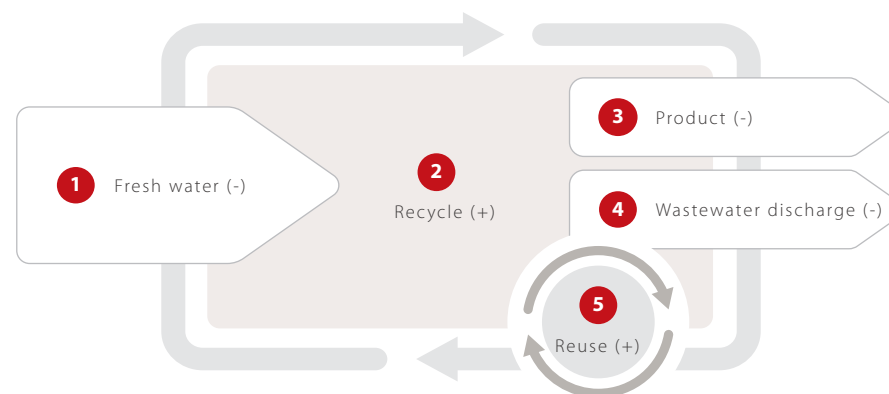 1 Fresh water (-)
2
Recycle (+)
3 Product (-)
4 Wastewater discharge (-)
5
Reuse (+)